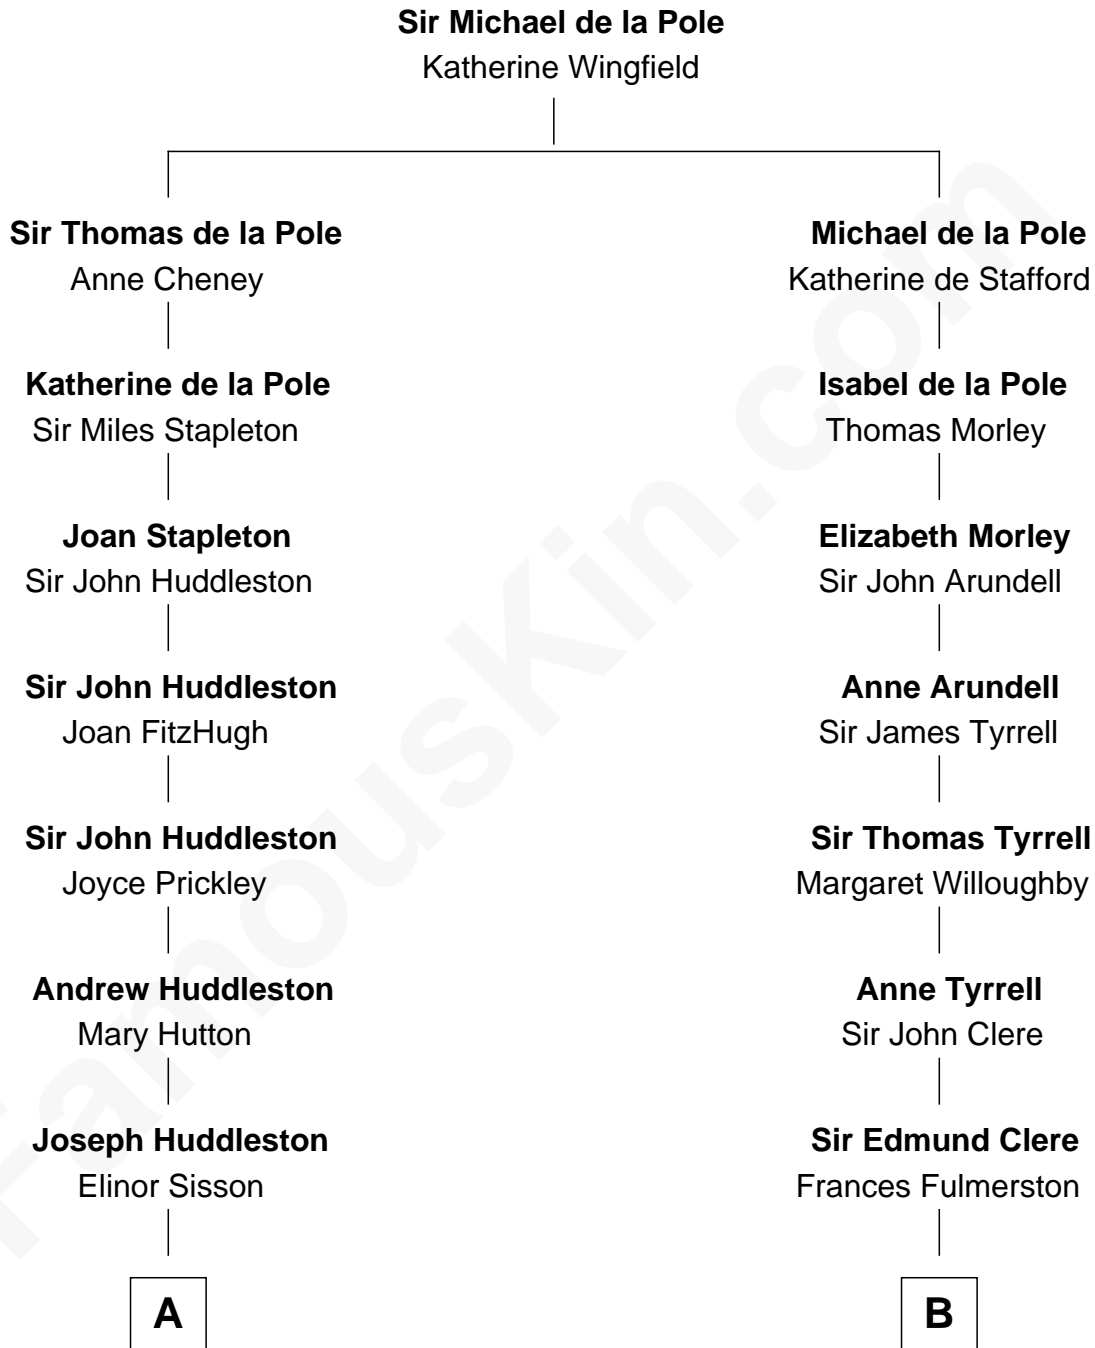 Sir Michael de la Pole
Katherine Wingfield
Sir Thomas de la Pole
Anne Cheney
Michael de la Pole
Katherine de Stafford
Katherine de la Pole
Sir Miles Stapleton
Isabel de la Pole
Thomas Morley
Joan Stapleton
Sir John Huddleston
Elizabeth Morley
Sir John Arundell
Sir John Huddleston
Joan FitzHugh
Anne Arundell
Sir James Tyrrell
Sir John Huddleston
Joyce Prickley
Sir Thomas Tyrrell
Margaret Willoughby
Andrew Huddleston
Mary Hutton
Anne Tyrrell
Sir John Clere
Joseph Huddleston
Elinor Sisson
Sir Edmund Clere
Frances Fulmerston
A
B
FamousKin.com